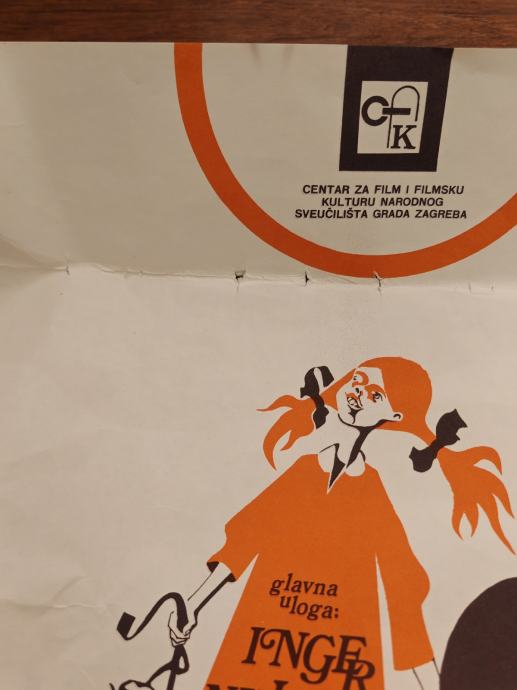 CFK
CENTAR ZA FILM I FILMSKU
KULTURU NARODNOG
SVEUČILIŠTA GRADA ZAGREBA
glavna
uloga:
INGER